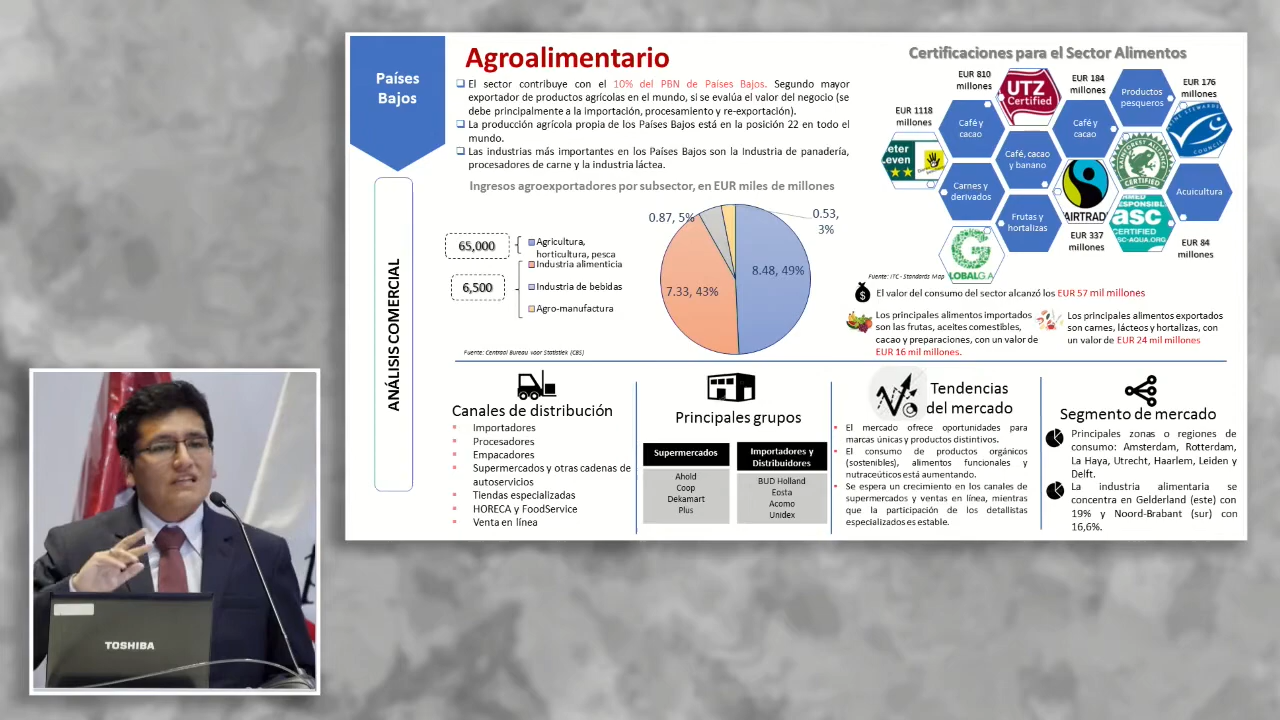 Países
Bajos
ANÁLISIS COMERCIAL
Agroalimentario
El sector contribuye con el 10% del PBN de Países Bajos. Segundo mayor
exportador de productos agrícolas en el mundo, si se evalúa el valor del negocio (se
debe principalmente a la importación, procesamiento y re-exportación).
La producción agrícola propia de los Países Bajos está en la posición 22 en todo el
mundo.
Las industrias más importantes en los Países Bajos son la Industria de panadería,
procesadores de carne y la industria láctea.
Ingresos agroexportadores por subsector, en EUR miles de millones
65,000
6,500
Agricultura,
horticultura, pesca
Industria alimenticia
Industria de bebidas
Agro-manufactura
0.87, 5%
0.53,
3%
8.48, 49%
7.33, 43%
Fuente: Centraal Bureau voor Statistiek (CBS)
Certificaciones para el Sector Alimentos
EUR 810
millones
UTZ
Certified
EUR 184
millones
Productos
pesqueros
EUR 176
millones
EUR 1118
millones
Café y
cacao
Café y
cacao
COUNCIL
eter
Leven
Café, cacao
y banano
RAINFOREST ALLIANCE
CERTIFIED
Carnes y
derivados
AIRTRAD
Acuicultura
Frutas y
hortalizas
RESPONSIBL
asc
CERTIFIED
SC-AQUA.ORG
EUR 337
millones
EUR 84
millones
LOBALG.A
Fuente: ITC - Standards Map
El valor del consumo del sector alcanzó los EUR 57 mil millones
Los principales alimentos importados
son las frutas, aceites comestibles,
cacao y preparaciones, con un valor de
EUR 16 mil millones.
Los principales alimentos exportados
son carnes, lácteos y hortalizas, con
un valor de EUR 24 mil millones
Canales de distribución
Importadores
Procesadores
Empacadores
Supermercados y otras cadenas de
autoservicios
Tiendas especializadas
HORECA y FoodService
Venta en línea
Principales grupos
Supermercados
Ahold
Coop
Dekamart
Plus
Importadores y
Distribuidores
BUD Holland
Eosta
Acomo
Unidex
Tendencias
del mercado
El mercado ofrece oportunidades para
marcas únicas y productos distintivos.
El consumo de productos orgánicos
(sostenibles), alimentos funcionales y
nutracéuticos está aumentando.
Se espera un crecimiento en los canales de
supermercados y ventas en línea, mientras
que la participación de los detallistas
especializados es estable.
Segmento de mercado
Principales zonas o regiones de
consumo: Amsterdam, Rotterdam,
La Haya, Utrecht, Haarlem, Leiden y
Delft.
La industria alimentaria se
concentra en Gelderland (este) con
19% y Noord-Brabant (sur) con
16,6%.
TOSHIBA